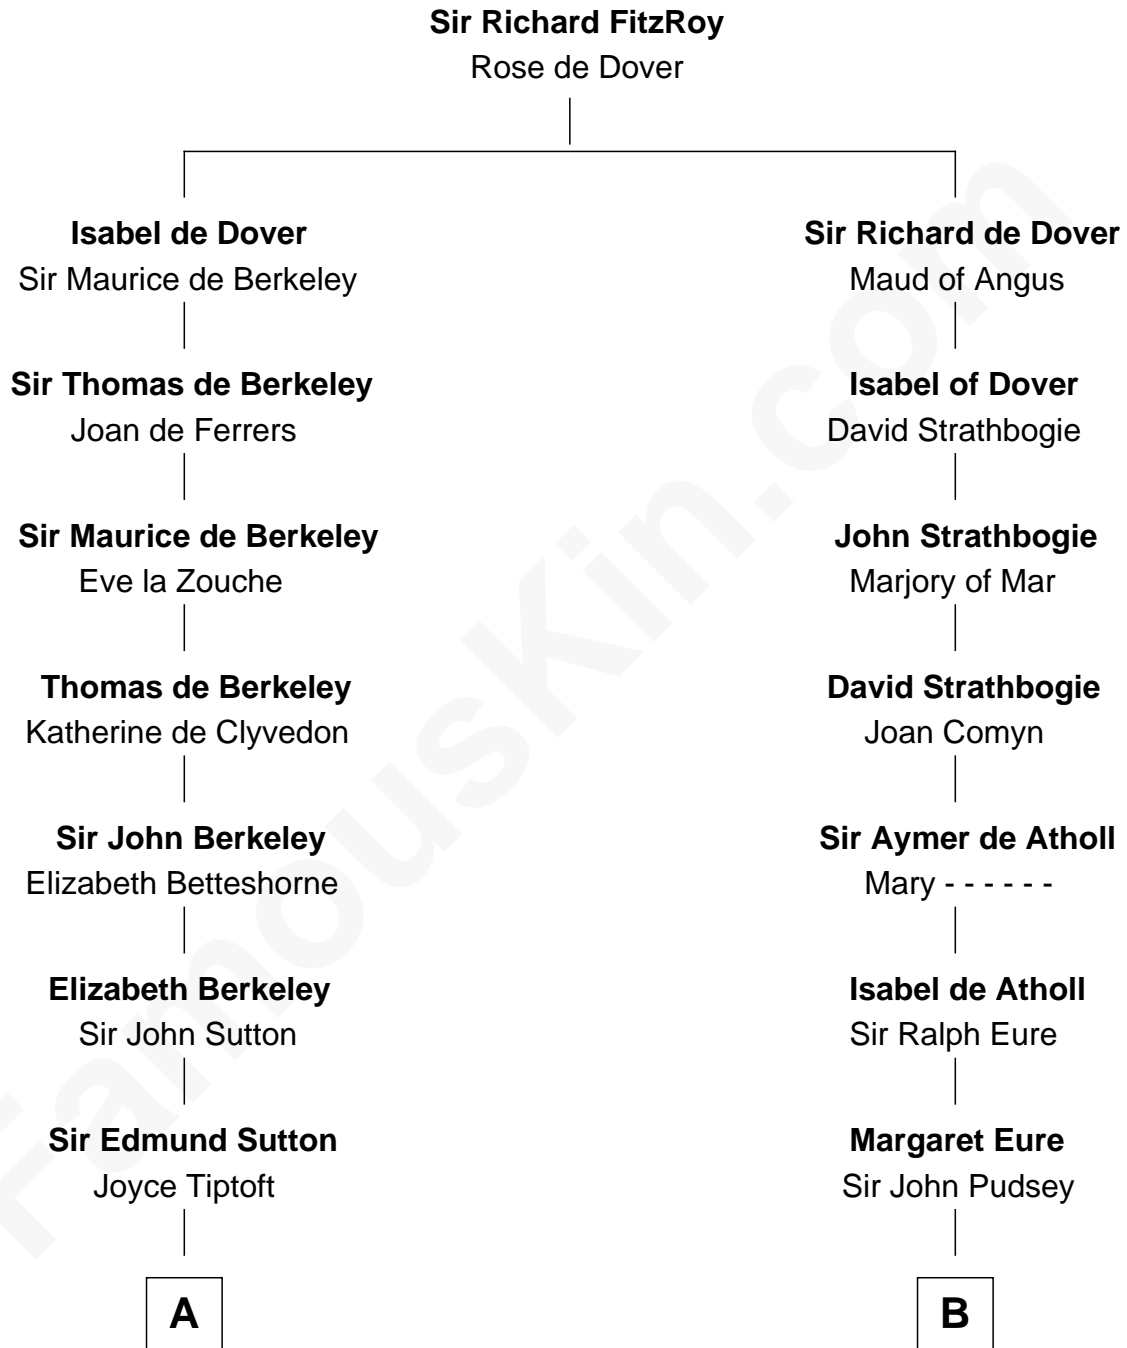 Sir Richard FitzRoy
Rose de Dover
Isabel de Dover
Sir Maurice de Berkeley
Sir Richard de Dover
Maud of Angus
Sir Thomas de Berkeley
Joan de Ferrers
Isabel of Dover
David Strathbogie
Sir Maurice de Berkeley
Eve la Zouche
John Strathbogie
Marjory of Mar
Thomas de Berkeley
Katherine de Clyvedon
David Strathbogie
Joan Comyn
Sir John Berkeley
Elizabeth Betteshorne
Sir Aymer de Atholl
Mary - - - - - -
Elizabeth Berkeley
Sir John Sutton
Isabel de Atholl
Sir Ralph Eure
Sir Edmund Sutton
Joyce Tiptoft
Margaret Eure
Sir John Pudsey
A
B
FamousKin.com